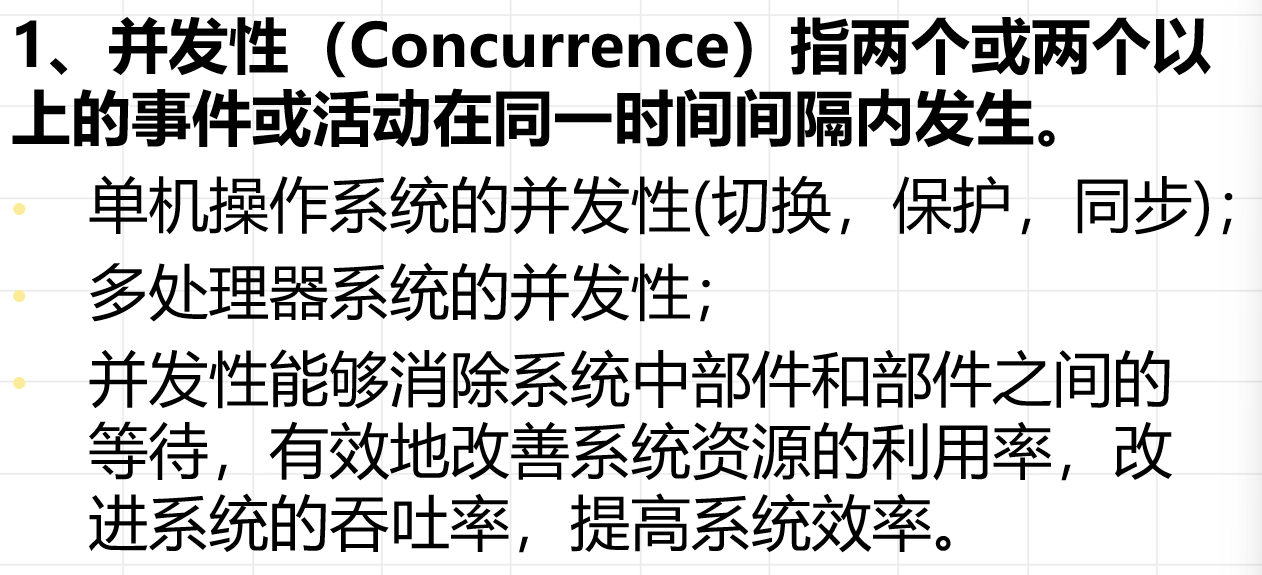 1、并发性（Concurrence）指两个或两个以
上的事件或活动在同一时间间隔内发生。
单机操作系统的并发性(切换，保护，同步)；
多处理器系统的并发性；
并发性能够消除系统中部件和部件之间的
等待，有效地改善系统资源的利用率，改
进系统的吞吐率，提高系统效率。